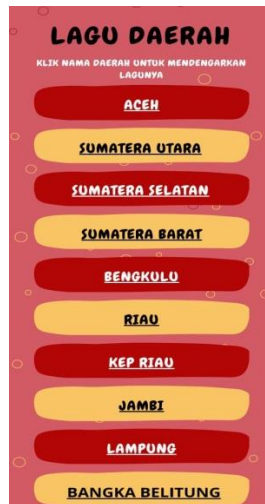 LAGU DAERAH
KLIK NAMA DAERAH UNTUK MENDENGARKAN
LAGUNYA
ACEH
SUMATERA UTARA
SUMATERA SELATAN
SUMATERA BARAT
BENGKULU
RIAU
KEP RIAU
JAMBI
LAMPUNG
BANGKA BELITUNG